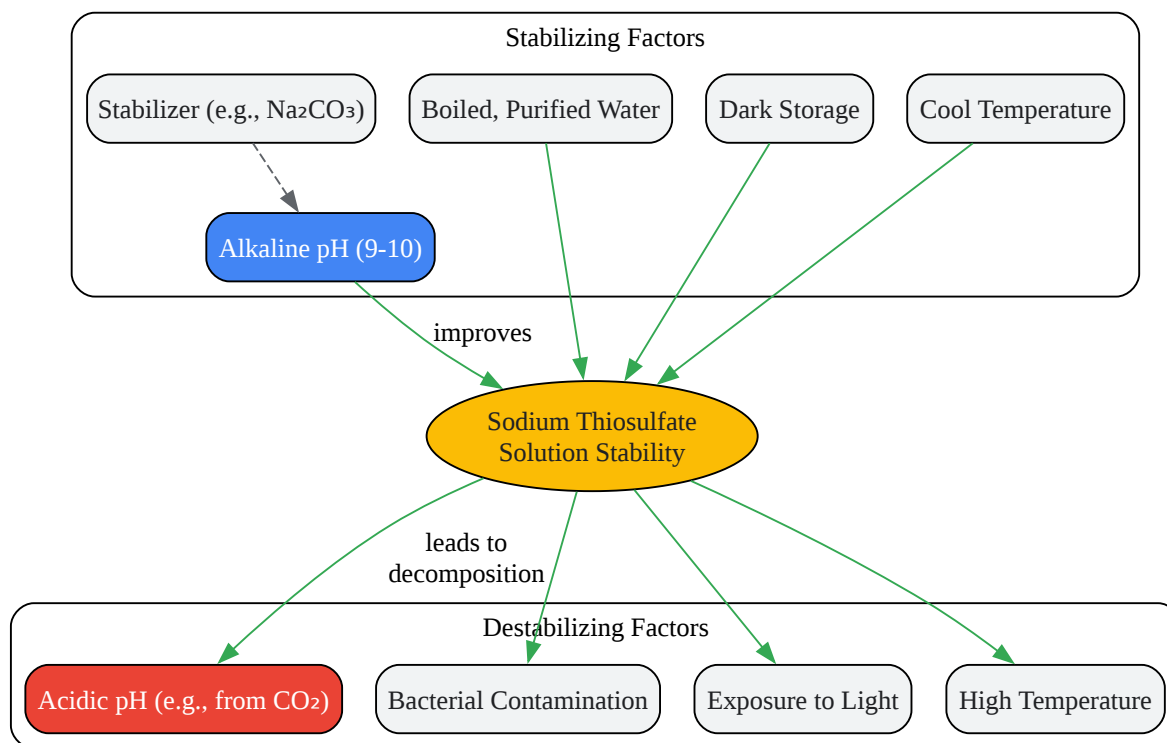 Stabilizing Factors
Stabilizer (e.g., Na₂CO₃)
Boiled, Purified Water
Dark Storage
Cool Temperature
Alkaline pH (9-10)
improves
Sodium Thiosulfate
Solution Stability
leads to
decomposition
Destabilizing Factors
Acidic pH (e.g., from CO₂)
Bacterial Contamination
Exposure to Light
High Temperature